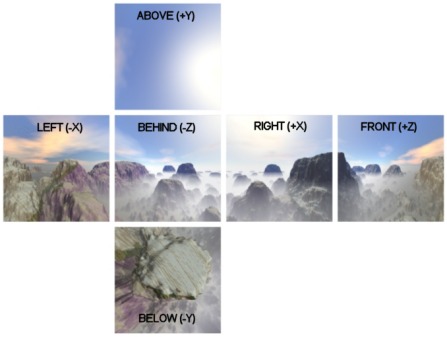 ABOVE (+Y)
LEFT (-X)
BEHIND (-Z)
RIGHT (+X)
FRONT (+Z)
BELOW (-Y)